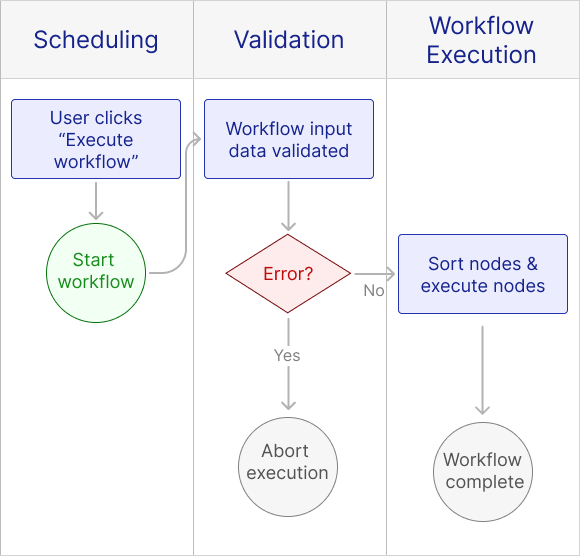 Scheduling
Validation
Workflow
Execution
User clicks
“Execute
workflow”
Workflow input
data validated
Start
workflow
Error?
No
Sort nodes &
execute nodes
Yes
Abort
execution
Workflow
complete